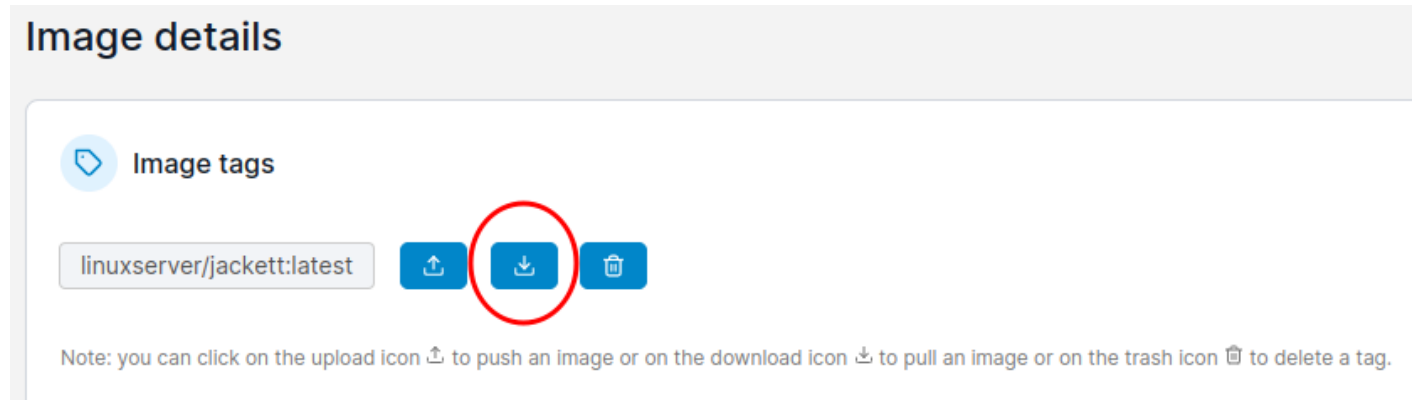 Image details
Image tags
linuxserver/jackett:latest
Note: you can click on the upload icon to push an image or on the download icon to pull an image or on the trash icon to delete a tag.